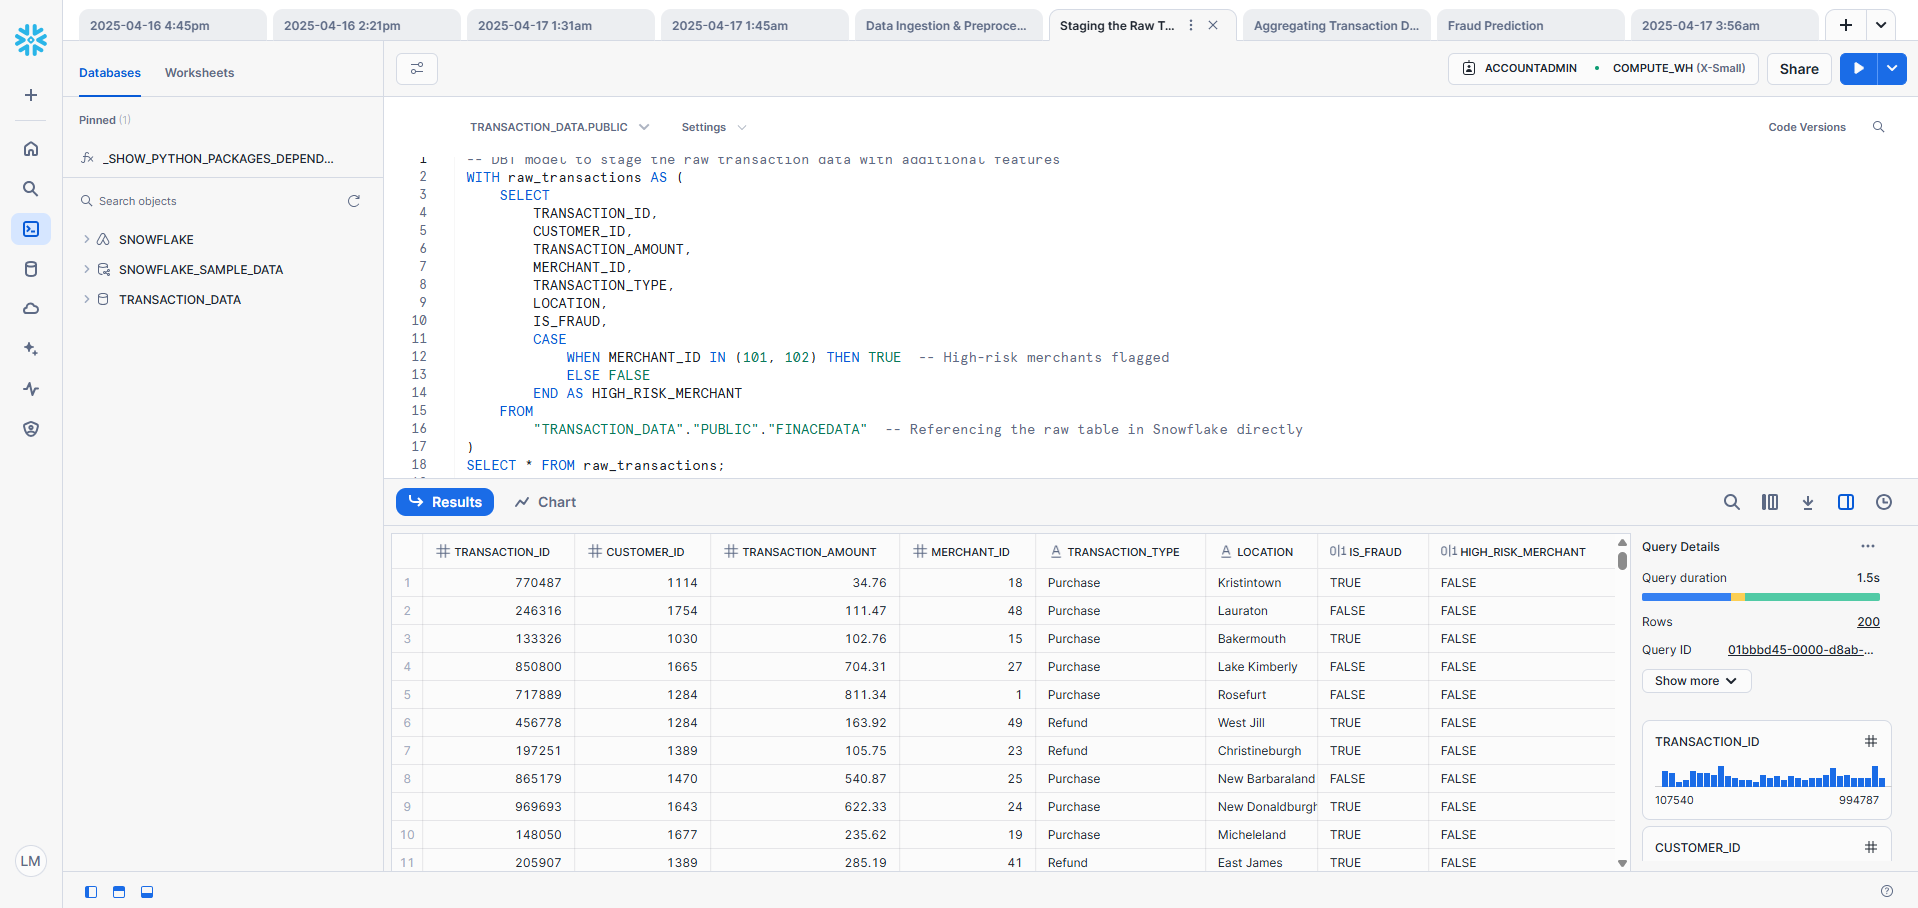 2025-04-16 4:45pm
2025-04-16 2:21pm
2025-04-17 1:31am
2025-04-17 1:45am
Data Ingestion & Preproce...
Staging the Raw T...
Aggregating Transaction D...
Fraud Prediction
2025-04-17 3:56am
Databases
Worksheets
ACCOUNTADMIN
COMPUTE_WH (X-Small)
Share
Pinned (1)
_SHOW_PYTHON_PACKAGES_DEPEND...
Search objects
SNOWFLAKE
SNOWFLAKE_SAMPLE_DATA
TRANSACTION_DATA
LM
TRANSACTION_DATA.PUBLIC
Settings
Code Versions
1 -- DBT model to stage the raw transaction data with additional features
2 WITH raw_transactions AS (
3 SELECT
4 TRANSACTION_ID,
5 CUSTOMER_ID,
6 TRANSACTION_AMOUNT,
7 MERCHANT_ID,
8 TRANSACTION_TYPE,
9 LOCATION,
10 IS_FRAUD,
11 CASE
12 WHEN MERCHANT_ID IN (101, 102) THEN TRUE -- High-risk merchants flagged
13 ELSE FALSE
14 END AS HIGH_RISK_MERCHANT
15 FROM
16 "TRANSACTION_DATA"."PUBLIC"."FINACEDATA" -- Referencing the raw table in Snowflake directly
17 )
18 SELECT * FROM raw_transactions;
Results
Chart
TRANSACTION_ID CUSTOMER_ID TRANSACTION_AMOUNT MERCHANT_ID TRANSACTION_TYPE LOCATION IS_FRAUD HIGH_RISK_MERCHANT
1 770487 1114 34.76 18 Purchase Kristintown TRUE FALSE
2 246316 1754 111.47 48 Purchase Lauraton FALSE FALSE
3 133326 1030 102.76 15 Purchase Bakermouth TRUE FALSE
4 850800 1665 704.31 27 Purchase Lake Kimberly FALSE FALSE
5 717889 1284 811.34 1 Purchase Rosefurt FALSE FALSE
6 456778 1284 163.92 49 Refund West Jill TRUE FALSE
7 197251 1389 105.75 23 Refund Christineburgh TRUE FALSE
8 865179 1470 540.87 25 Purchase New Barbaraland FALSE FALSE
9 969693 1643 622.33 24 Purchase New Donaldburgh TRUE FALSE
10 148050 1677 235.62 19 Purchase Micheleland TRUE FALSE
11 205907 1389 285.19 41 Refund East James TRUE FALSE
Query Details
Query duration 1.5s
Rows 200
Query ID 01bbbd45-0000-d8ab-...
Show more
TRANSACTION_ID
107540 994787
CUSTOMER_ID